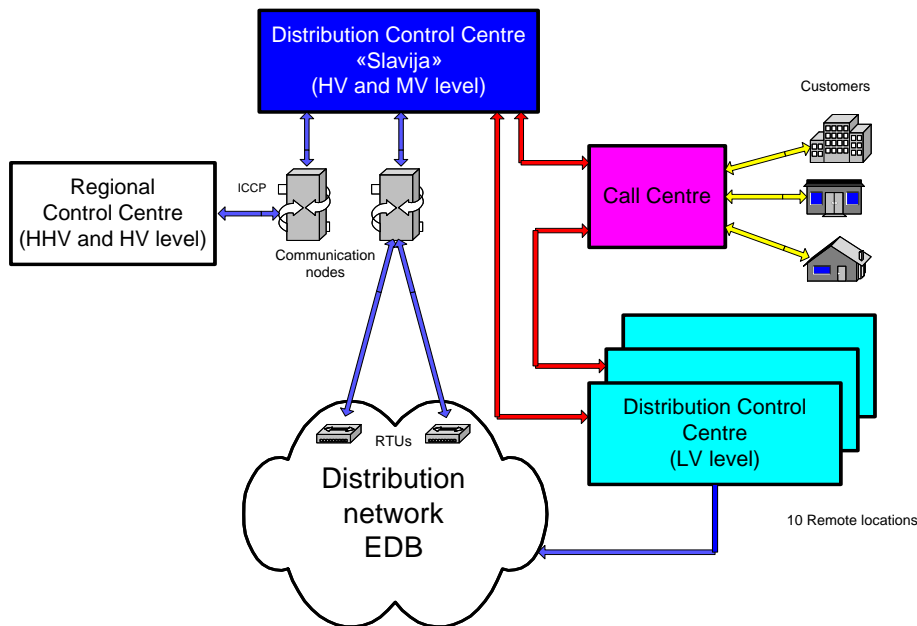 Distribution Control Centre
«Slavija»
(HV and MV level)
Customers
Regional
Control Centre
(HHV and HV level)
ICCP
Communication
nodes
Call Centre
RTUs
Distribution
network
EDB
Distribution Control
Centre
(LV level)
10 Remote locations